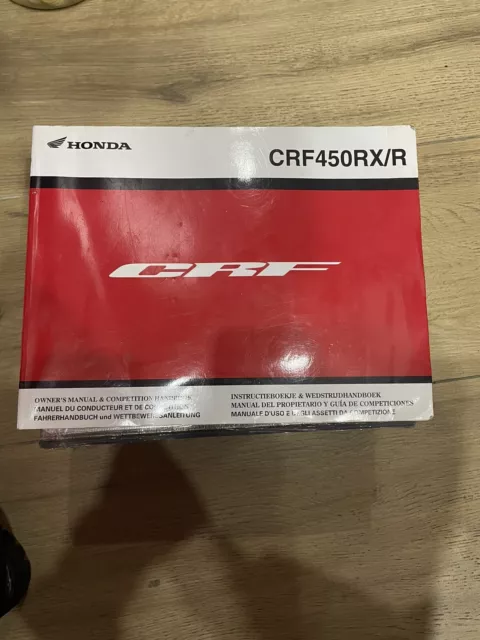 HONDA
CRF450RX/R
CRF
OWNER'S MANUAL & COMPETITION HANDBOOK
MANUEL DU CONDUCTEUR ET DE COMPÉTITION
FAHRERHANDBUCH und WETTBEWERBSANLEITUNG
INSTRUCTIEBOEKJE & WEDSTRIJDHANDBOEK
MANUAL DEL PROPIETARIO Y GUÍA DE COMPETICIONES
MANUALE D'USO E DEGLI ASSETTI DA COMPETIZIONE